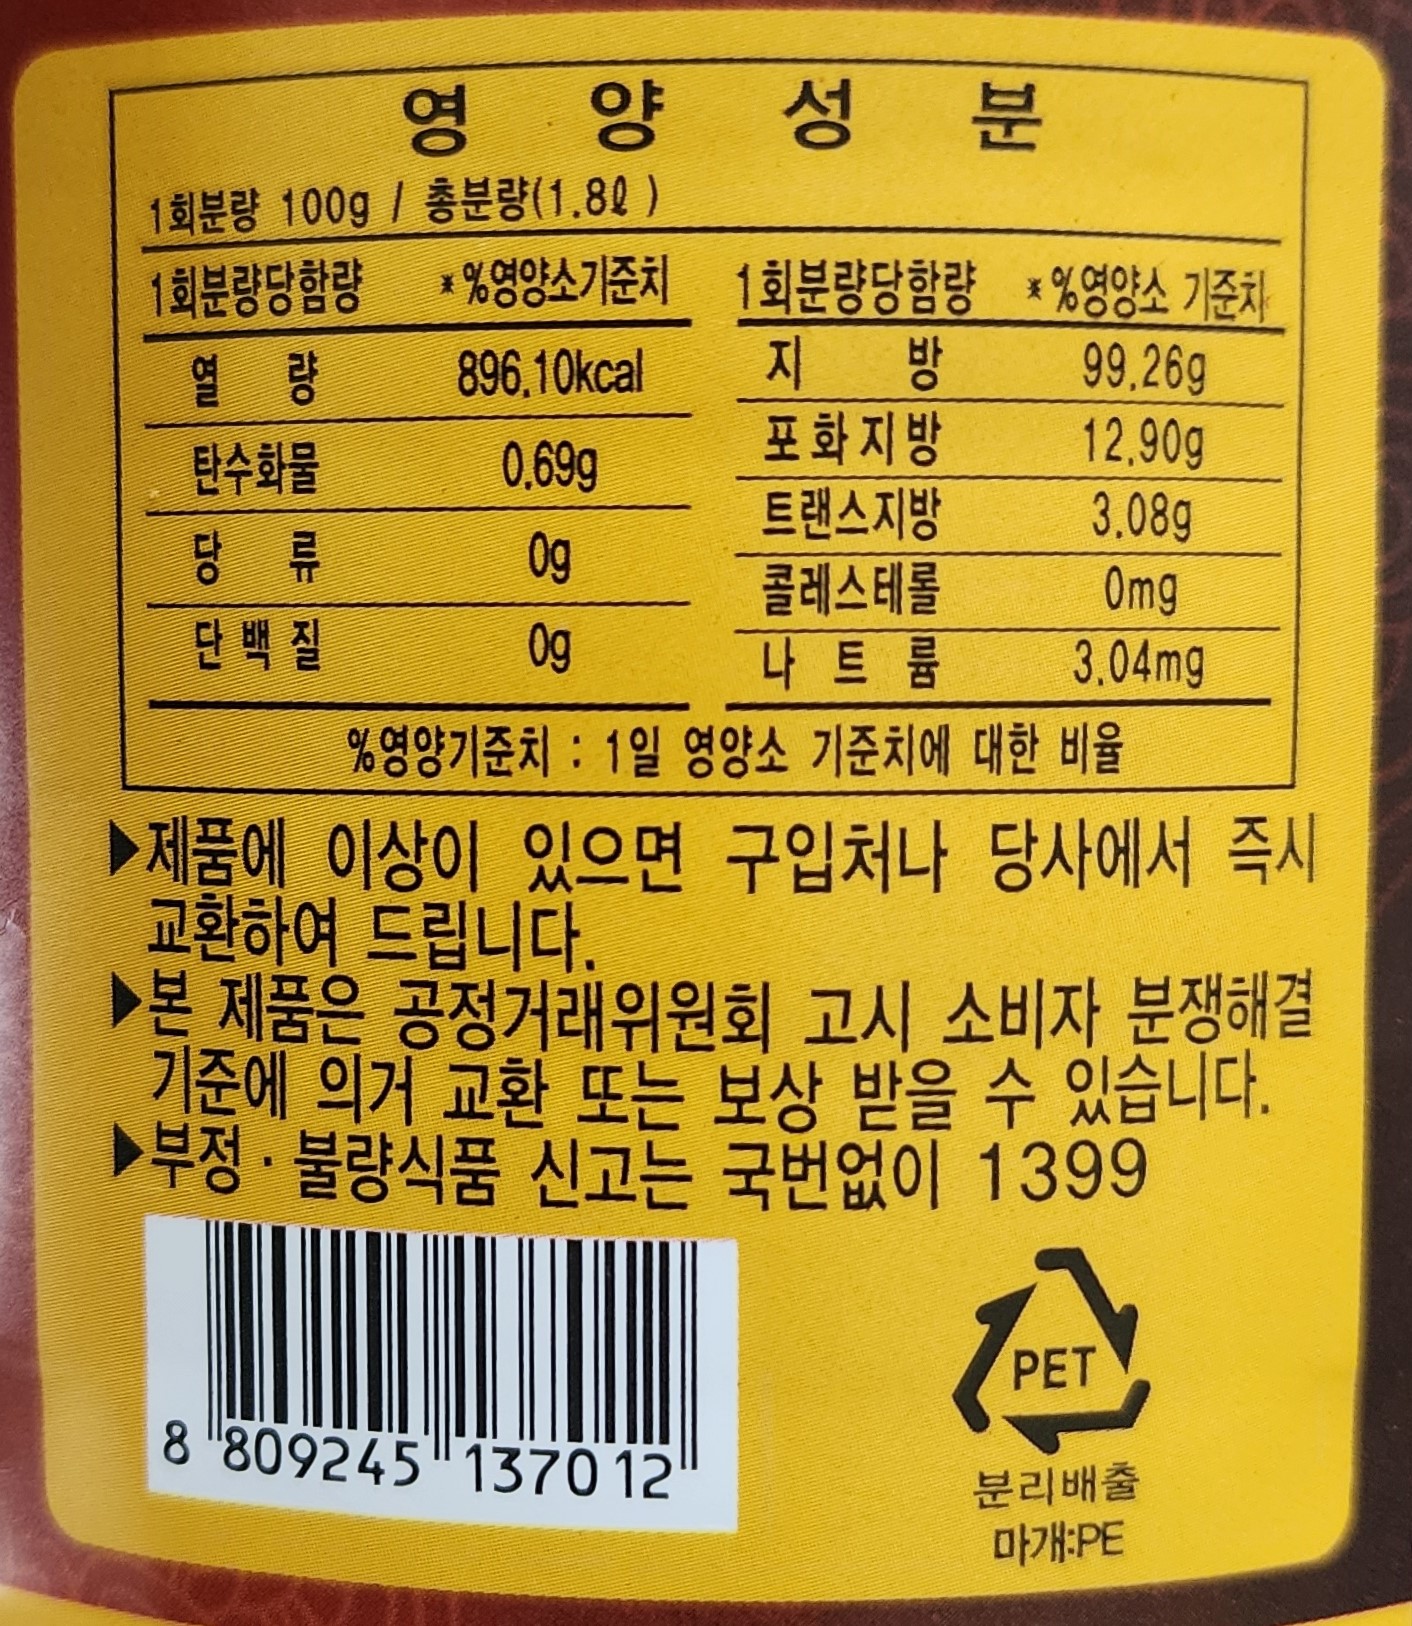 영 양 성 분
1회분량 100g / 총분량(1.8ℓ)
1회분량당함량 *%영양소기준치 1회분량당함량 *%영양소 기준치
열 량 896.10kcal 지 방 99.26g
탄수화물 0.69g 포화지방 12.90g
당 류 0g 트랜스지방 3.08g
콜레스테롤 0mg
단백질 0g 나 트 륨 3.04mg
%영양기준치 : 1일 영양소 기준치에 대한 비율
▶제품에 이상이 있으면 구입처나 당사에서 즉시
교환하여 드립니다.
▶본 제품은 공정거래위원회 고시 소비자 분쟁해결
기준에 의거 교환 또는 보상 받을 수 있습니다.
▶부정·불량식품 신고는 국번없이 1399
8 809245 137012
PET
분리배출
마개:PE